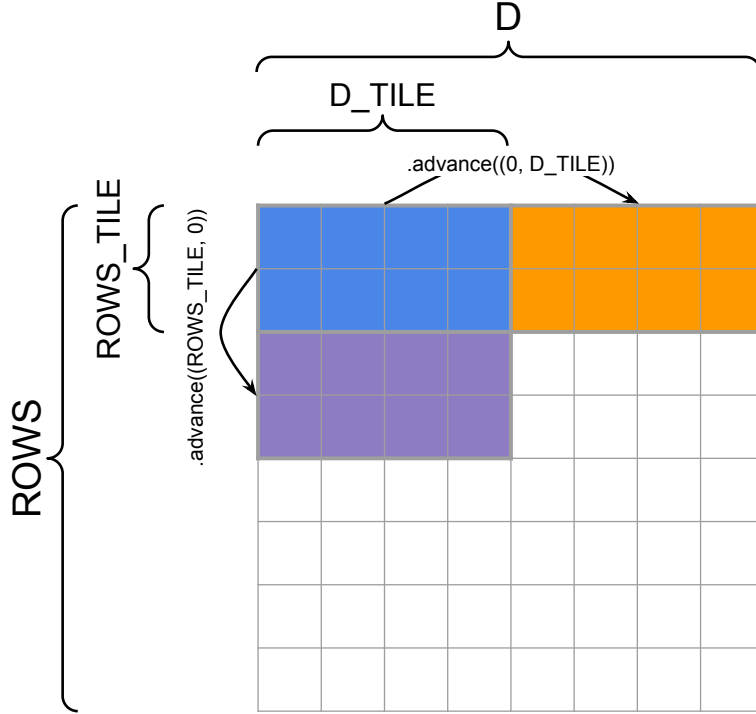 D
D_TILE
.advance((0, D_TILE))
ROWS_TILE
.advance((ROWS_TILE, 0))
ROWS